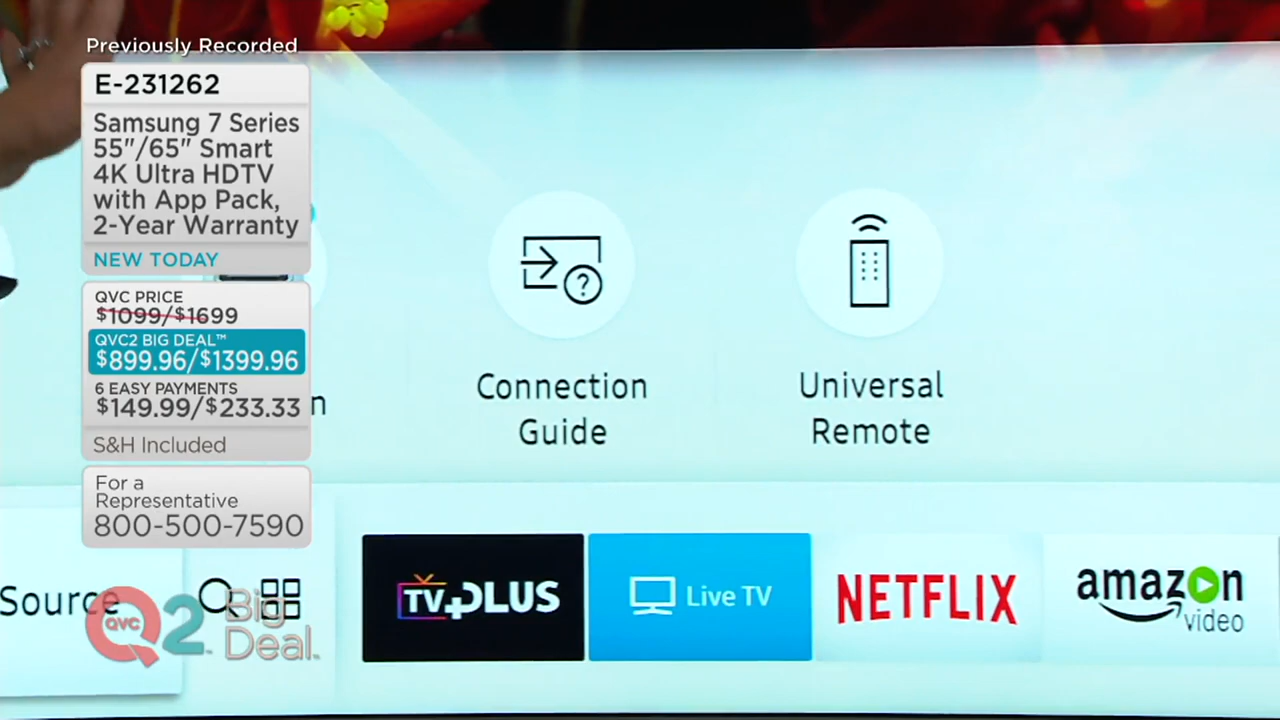 Previously Recorded
E-231262
Samsung 7 Series
55"/65" Smart
4K Ultra HDTV
with App Pack,
2-Year Warranty
NEW TODAY
QVC PRICE
$1099/$1699
QVC2 BIG DEAL™
$899.96/$1399.96
6 EASY PAYMENTS
$149.99/$233.33
S&H Included
For a
Representative
800-500-7590
n
Connection
Guide
Universal
Remote
Source
TV PLUS
Live TV
NETFLIX
amazon
video
QVC
Q2™
Big
Deal™